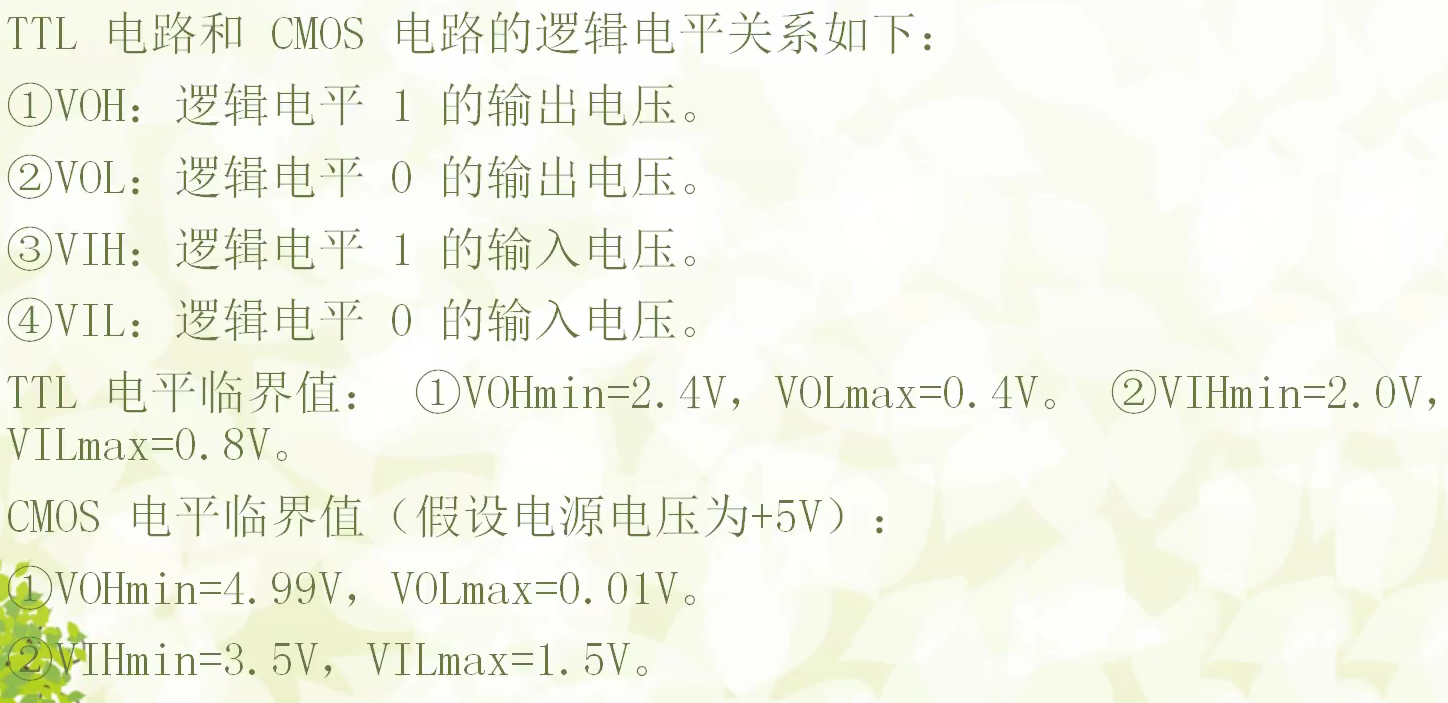 TTL 电路和 CMOS 电路的逻辑电平关系如下：
①VOH：逻辑电平 1 的输出电压。
②VOL：逻辑电平 0 的输出电压。
③VIH：逻辑电平 1 的输入电压。
④VIL：逻辑电平 0 的输入电压。
TTL 电平临界值： ①VOHmin=2.4V，VOLmax=0.4V。 ②VIHmin=2.0V，
VILmax=0.8V。
CMOS 电平临界值（假设电源电压为+5V）：
①VOHmin=4.99V，VOLmax=0.01V。
②VIHmin=3.5V，VILmax=1.5V。